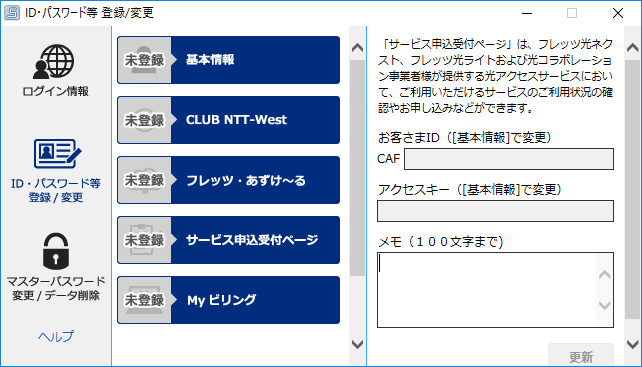 ID・パスワード等 登録/変更
ログイン情報
ID・パスワード等
登録 / 変更
マスターパスワード
変更 / データ削除
ヘルプ
未登録 基本情報
未登録 CLUB NTT-West
未登録 フレッツ・あずけ～る
未登録 サービス申込受付ページ
未登録 My ビリング
「サービス申込受付ページ」は、フレッツ光ネク
スト、フレッツ光ライトおよび光コラボレーション
事業者様が提供する光アクセスサービスにおい
て、ご利用いただけるサービスのご利用状況の確
認やお申し込みなどができます。
お客さまID（[基本情報]で変更）
CAF
アクセスキー（[基本情報]で変更）
メモ（１００文字まで）
更新